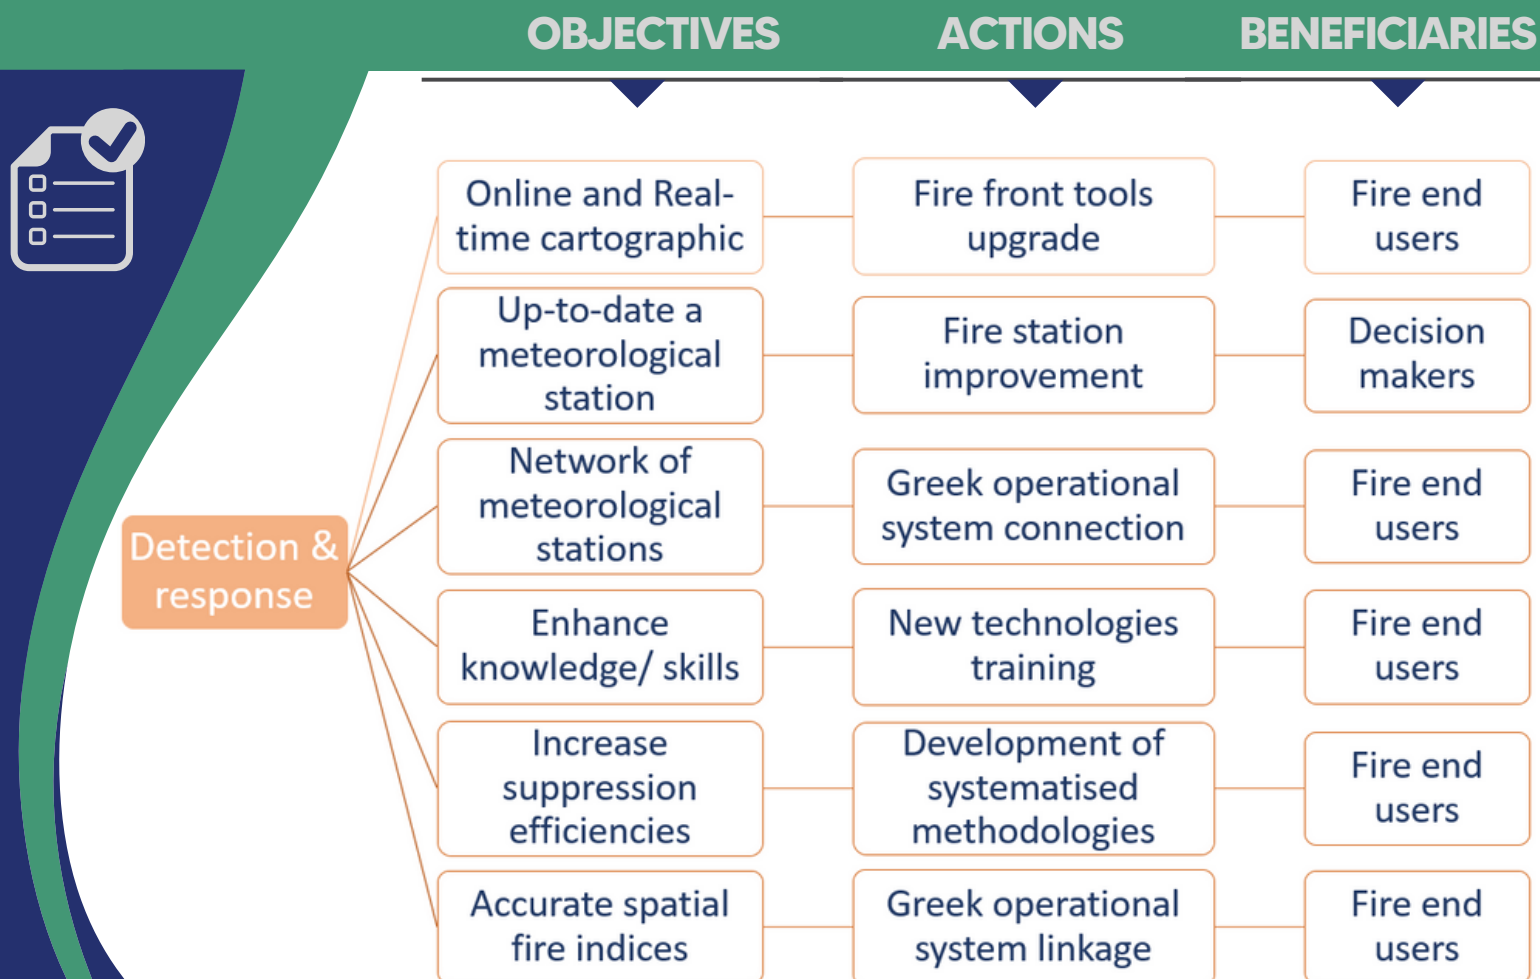 OBJECTIVES ACTIONS BENEFICIARIES
Detection &
response
Online and Real-
time cartographic
Fire front tools
upgrade
Fire end
users
Up-to-date a
meteorological
station
Fire station
improvement
Decision
makers
Network of
meteorological
stations
Greek operational
system connection
Fire end
users
Enhance
knowledge/ skills
New technologies
training
Fire end
users
Increase
suppression
efficiencies
Development of
systematised
methodologies
Fire end
users
Accurate spatial
fire indices
Greek operational
system linkage
Fire end
users